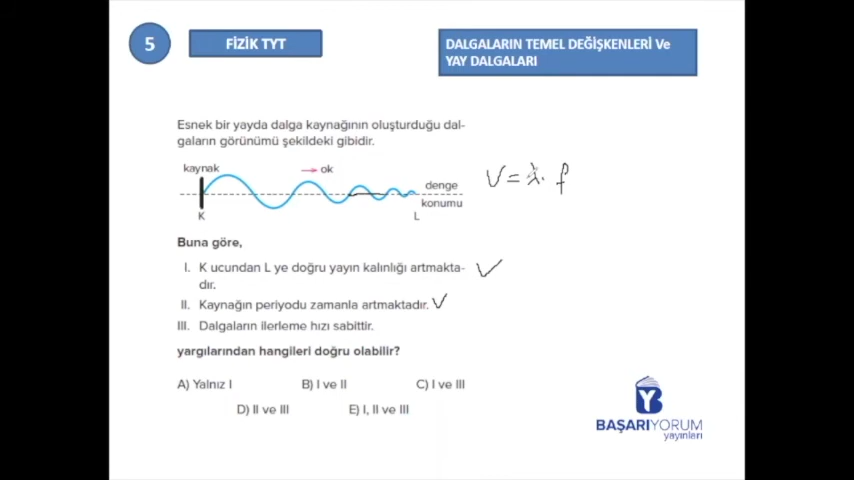 5
FİZİK TYT
DALGALARIN TEMEL DEĞİŞKENLERİ Ve
YAY DALGALARI
Esnek bir yayda dalga kaynağının oluşturduğu dal-
gaların görünümü şekildeki gibidir.
kaynak
ok
denge
konumu
K
L
V = λ. f
Buna göre,
I. K ucundan L ye doğru yayın kalınlığı artmakta-
dır.
II. Kaynağın periyodu zamanla artmaktadır.
III. Dalgaların ilerleme hızı sabittir.
yargılarından hangileri doğru olabilir?
A) Yalnız I B) I ve II C) I ve III
D) II ve III E) I, II ve III
BY
BAŞARIYORUM
yayınları